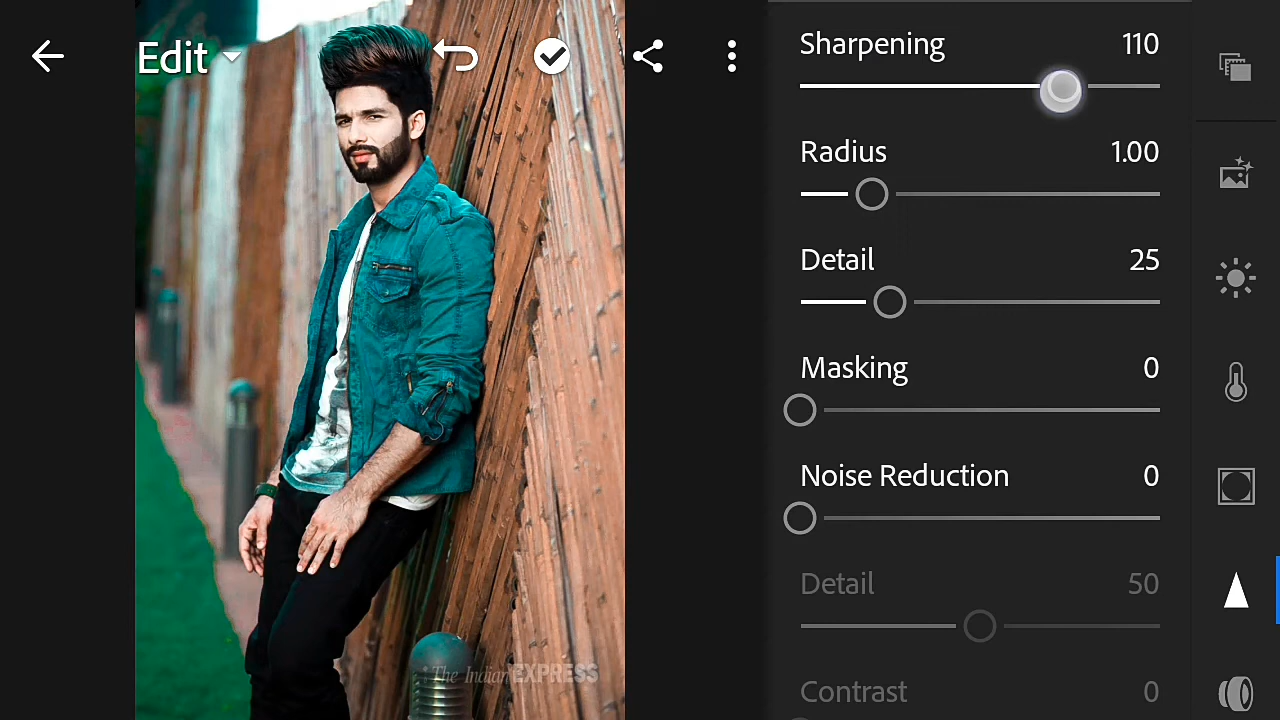 Edit
Sharpening 110
Radius 1.00
Detail 25
Masking 0
Noise Reduction 0
Detail 50
Contrast 0
The Indian EXPRESS